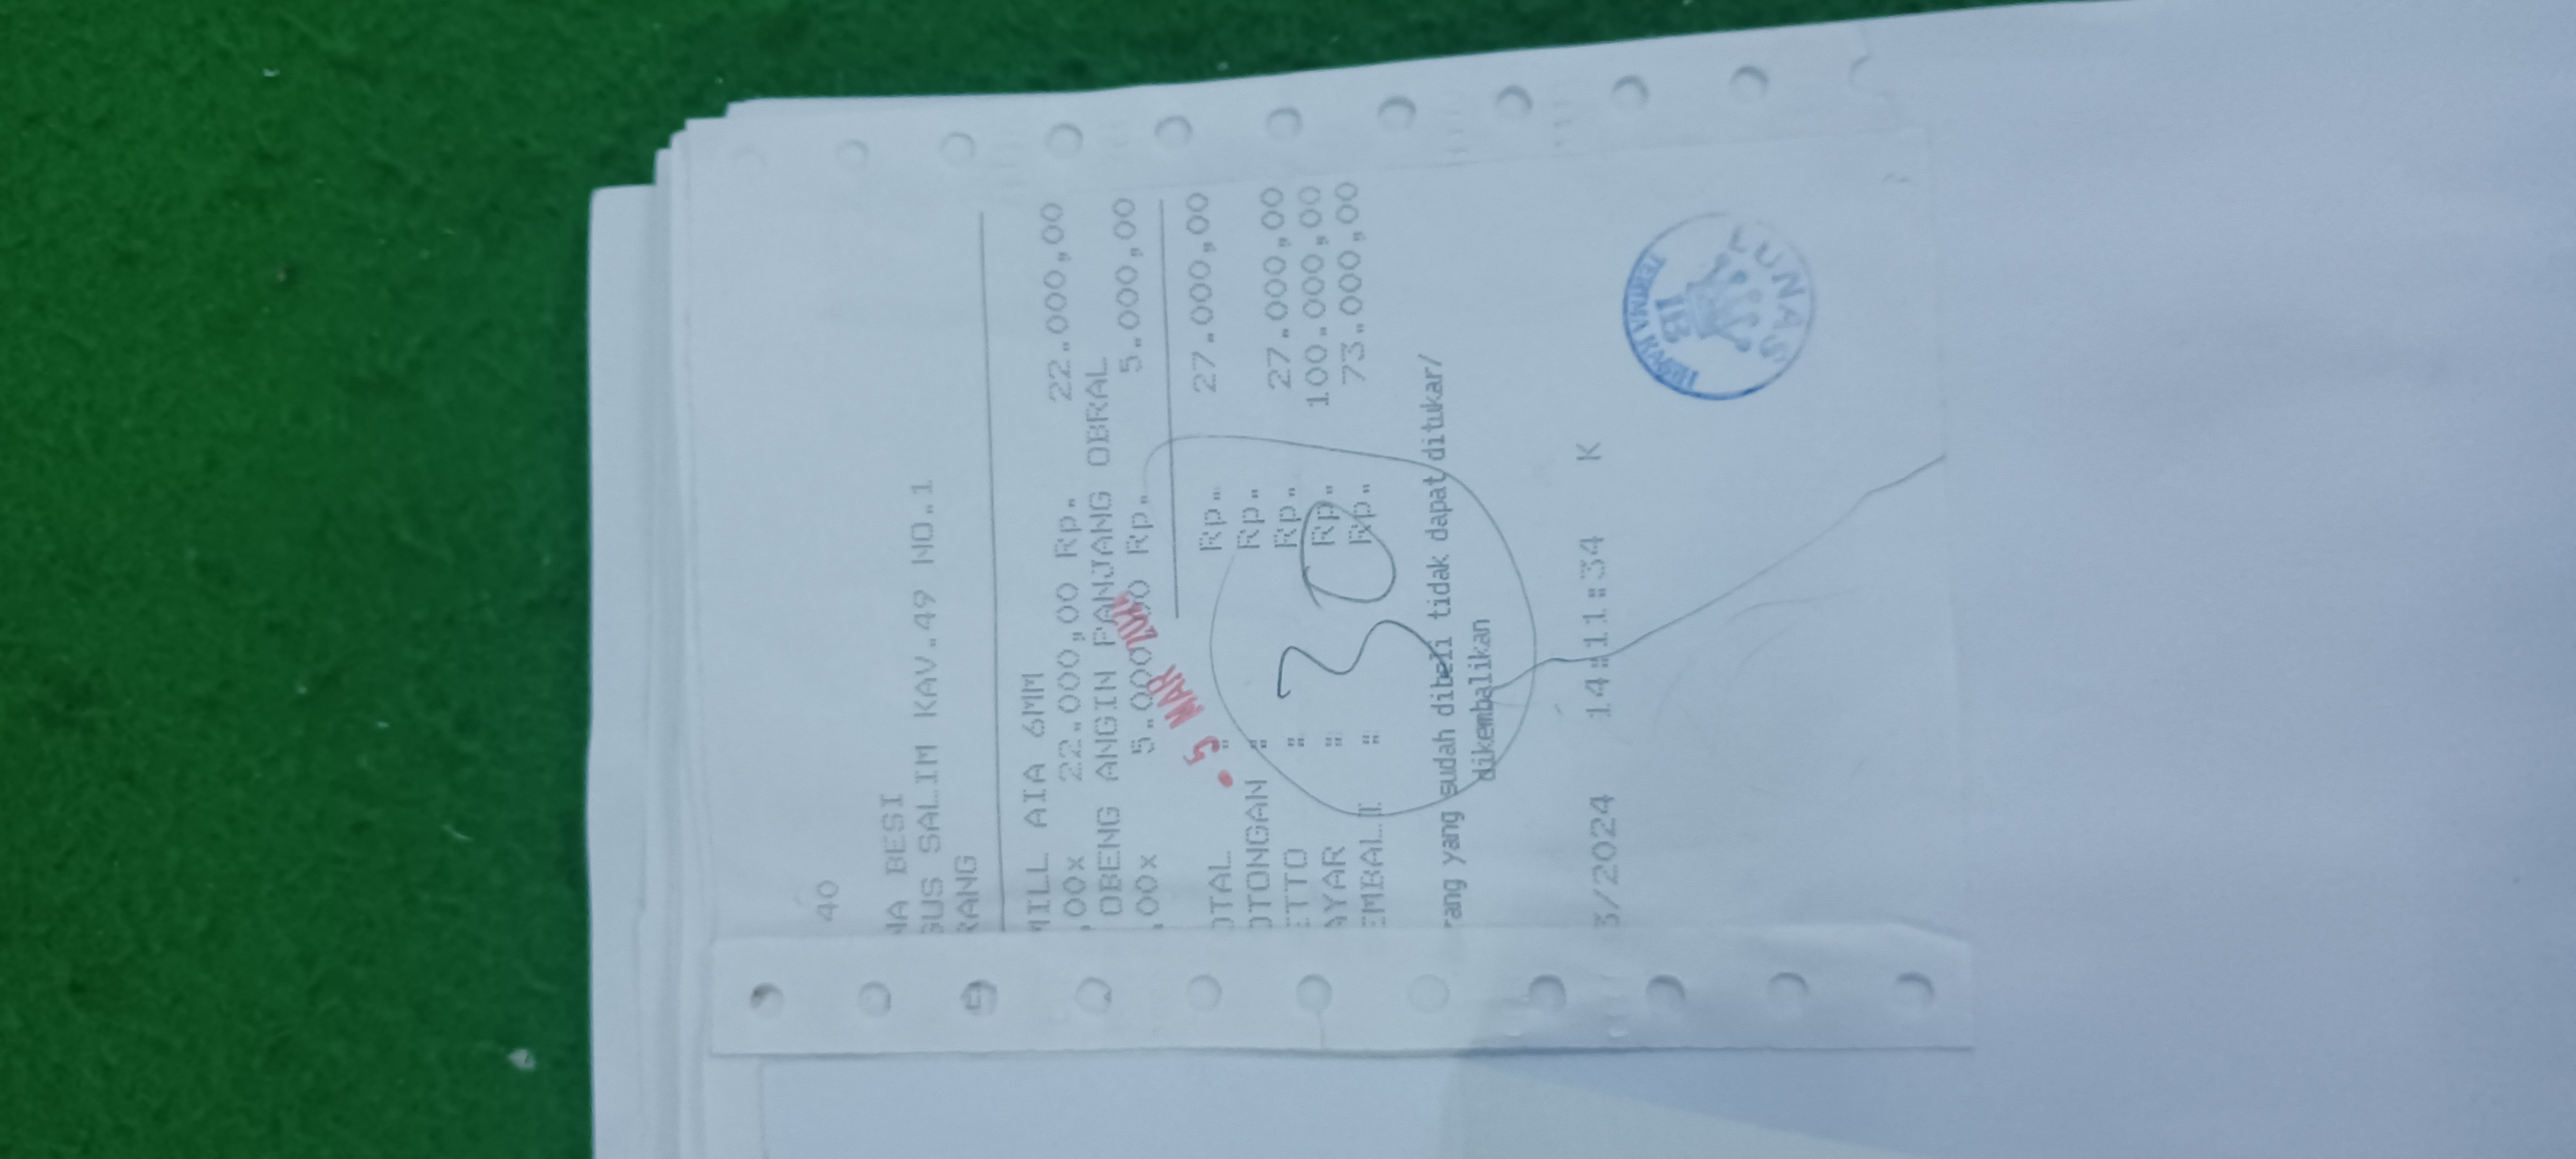 40
NA BESI
GUS SALIM KAV.49 NO.1
RANG
MILL AIA 6MM
.00x 22.000,00 Rp. 22.000,00
OBENG ANGIN PANJANG OBRAL
.00x 5.000,00 Rp. 5.000,00
- 5 MAR 2024
OTAL : Rp. 27.000,00
OTONGAN : Rp.
ETTO : Rp. 27.000,00
AYAR : Rp. 100.000,00
EMBALI : Rp. 73.000,00
rang yang sudah dibeli tidak dapat ditukar/
dikembalikan
3/2024 14:11:34 K
IB
LUNAS